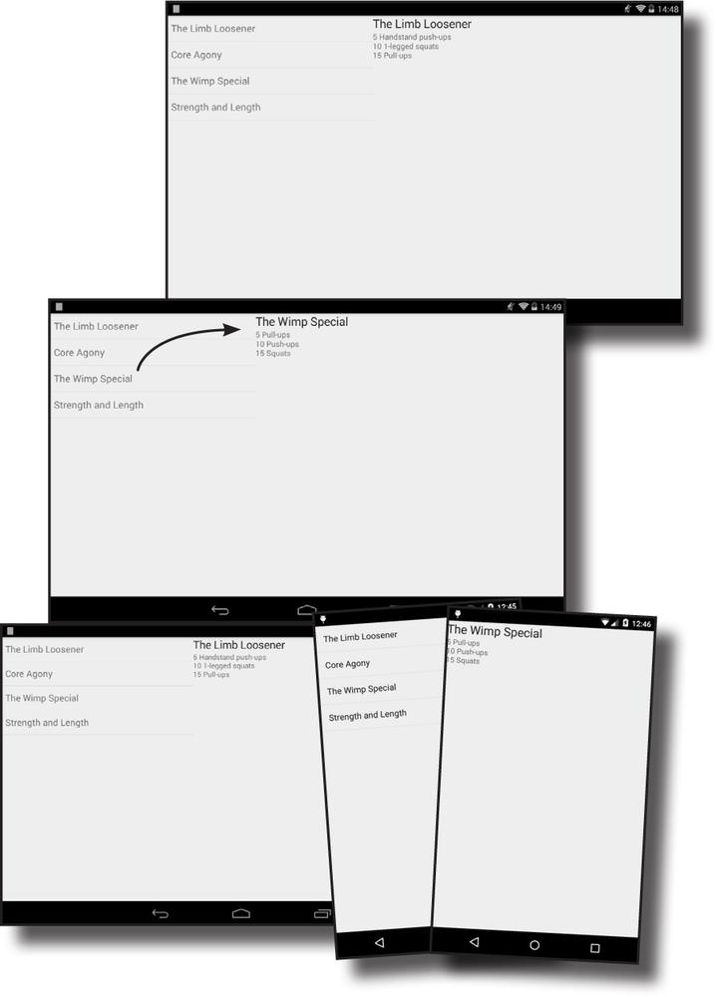 14:48
The Limb Loosener
Core Agony
The Wimp Special
Strength and Length
The Limb Loosener
5 Handstand push-ups
10 1-legged squats
15 Pull-ups
14:49
The Limb Loosener
Core Agony
The Wimp Special
Strength and Length
The Wimp Special
5 Pull-ups
10 Push-ups
15 Squats
The Limb Loosener
Core Agony
The Wimp Special
Strength and Length
The Limb Loosener
5 Handstand push-ups
10 1-legged squats
15 Pull-ups
12:45
The Limb Loosener
Core Agony
The Wimp Special
Strength and Length
12:46
The Wimp Special
5 Pull-ups
10 Push-ups
15 Squats